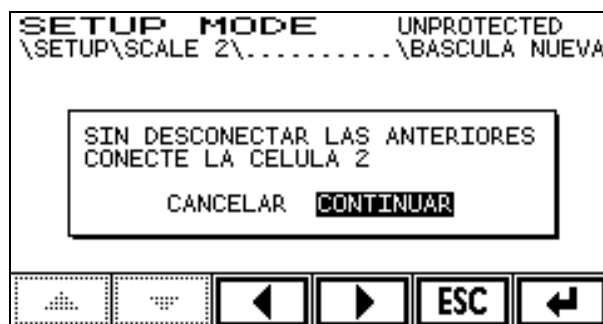 SETUP MODE UNPROTECTED
\SETUP\SCALE 2\..........\BASCULA NUEVA
SIN DESCONECTAR LAS ANTERIORES
CONECTE LA CELULA 2
CANCELAR CONTINUAR
ESC